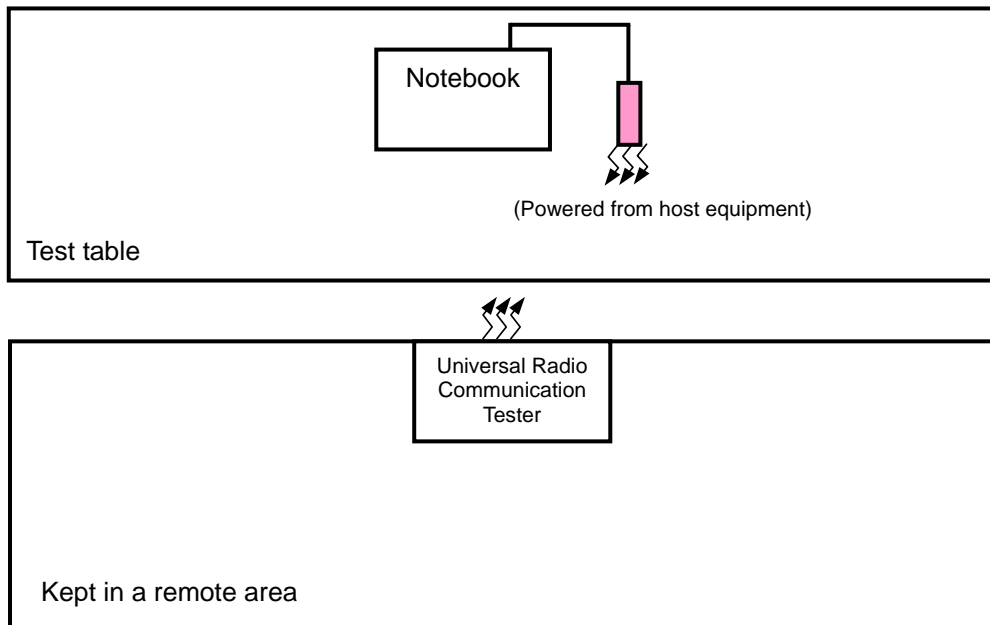 Notebook
(Powered from host equipment)
Test table
Universal Radio
Communication
Tester
Kept in a remote area